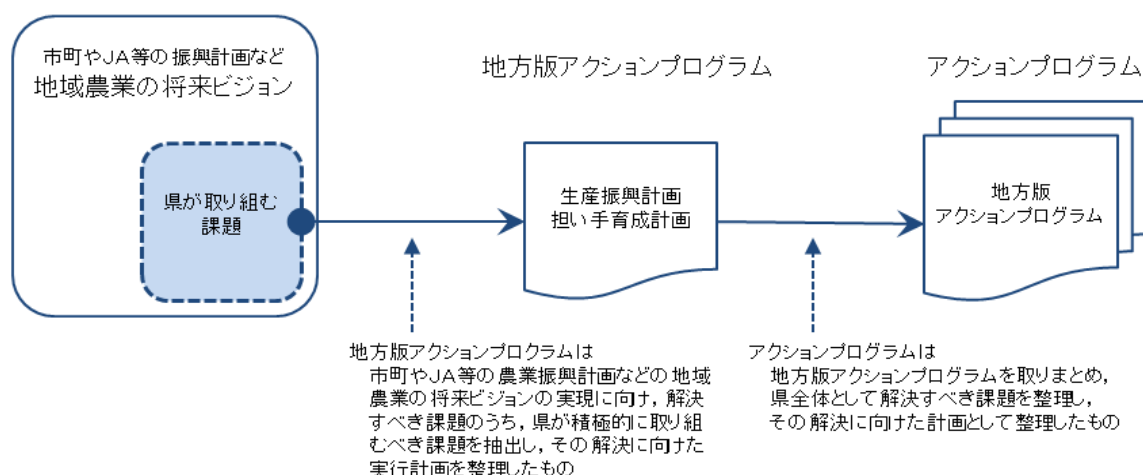 市町やJA等の振興計画など
地域農業の将来ビジョン
県が取り組む
課題
地方版アクションプログラム
生産振興計画
担い手育成計画
アクションプログラム
地方版
アクションプログラム
地方版アクションプログラムは
市町やJA等の農業振興計画などの地域
農業の将来ビジョンの実現に向け，解決
すべき課題のうち，県が積極的に取り組
むべき課題を抽出し，その解決に向けた
実行計画を整理したもの
アクションプログラムは
地方版アクションプログラムを取りまとめ，
県全体として解決すべき課題を整理し，
その解決に向けた計画として整理したもの